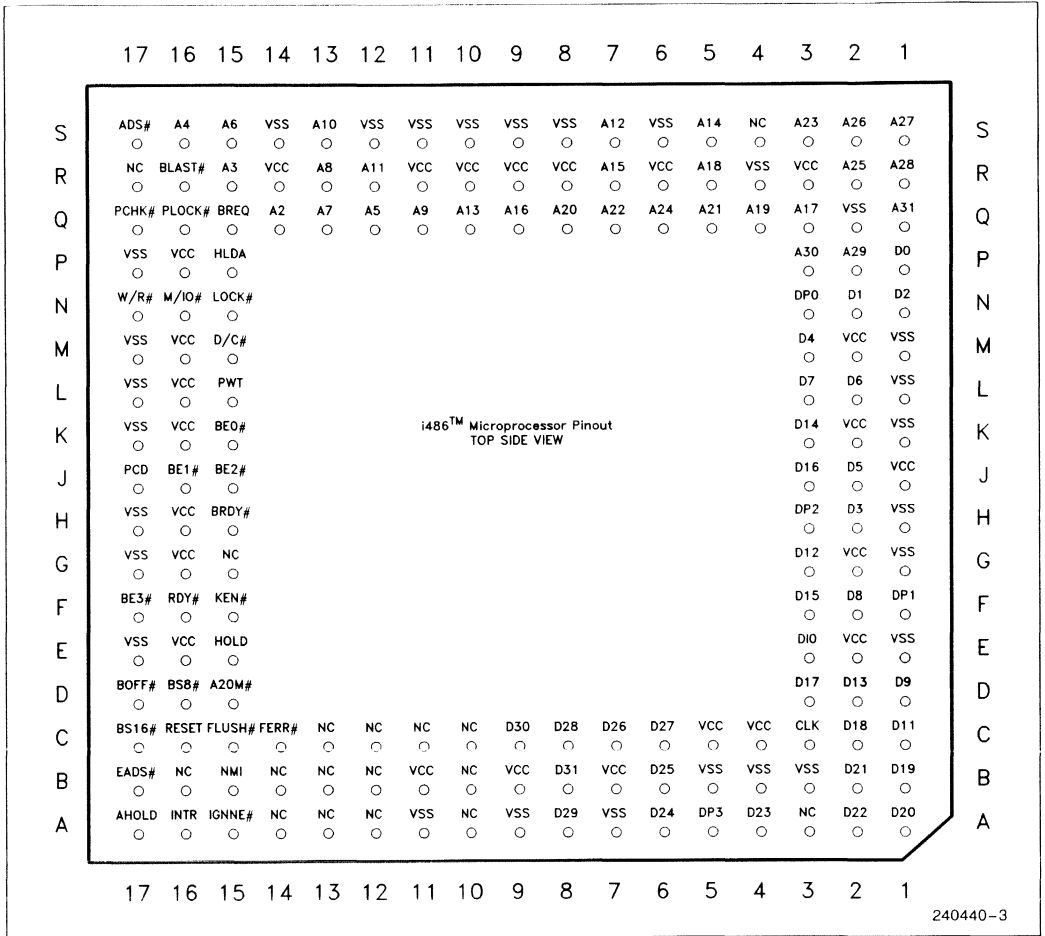 17 16 15 14 13 12 11 10 9 8 7 6 5 4 3 2 1
S ADS# A4 A6 VSS A10 VSS VSS VSS VSS VSS A12 VSS A14 NC A23 A26 A27 S
R NC BLAST# A3 VCC A8 A11 VCC VCC VCC VCC A15 VCC A18 VSS VCC A25 A28 R
Q PCHK# PLOCK# BREQ A2 A7 A5 A9 A13 A16 A20 A22 A24 A21 A19 A17 VSS A31 Q
P VSS VCC HLDA A30 A29 D0 P
N W/R# M/IO# LOCK# DP0 D1 D2 N
M VSS VCC D/C# D4 VCC VSS M
L VSS VCC PWT D7 D6 VSS L
K VSS VCC BE0# i486™ Microprocessor Pinout D14 VCC VSS K
TOP SIDE VIEW
J PCD BE1# BE2# D16 D5 VCC J
H VSS VCC BRDY# DP2 D3 VSS H
G VSS VCC NC D12 VCC VSS G
F BE3# RDY# KEN# D15 D8 DP1 F
E VSS VCC HOLD DIO VCC VSS E
D BOFF# BS8# A20M# D17 D13 D9 D
C BS16# RESET FLUSH# FERR# NC NC NC NC D30 D28 D26 D27 VCC VCC CLK D18 D11 C
B EADS# NC NMI NC NC NC VCC NC VCC D31 VCC D25 VSS VSS VSS D21 D19 B
A AHOLD INTR IGNNE# NC NC NC VSS NC VSS D29 VSS D24 DP3 D23 NC D22 D20 A
17 16 15 14 13 12 11 10 9 8 7 6 5 4 3 2 1
240440-3